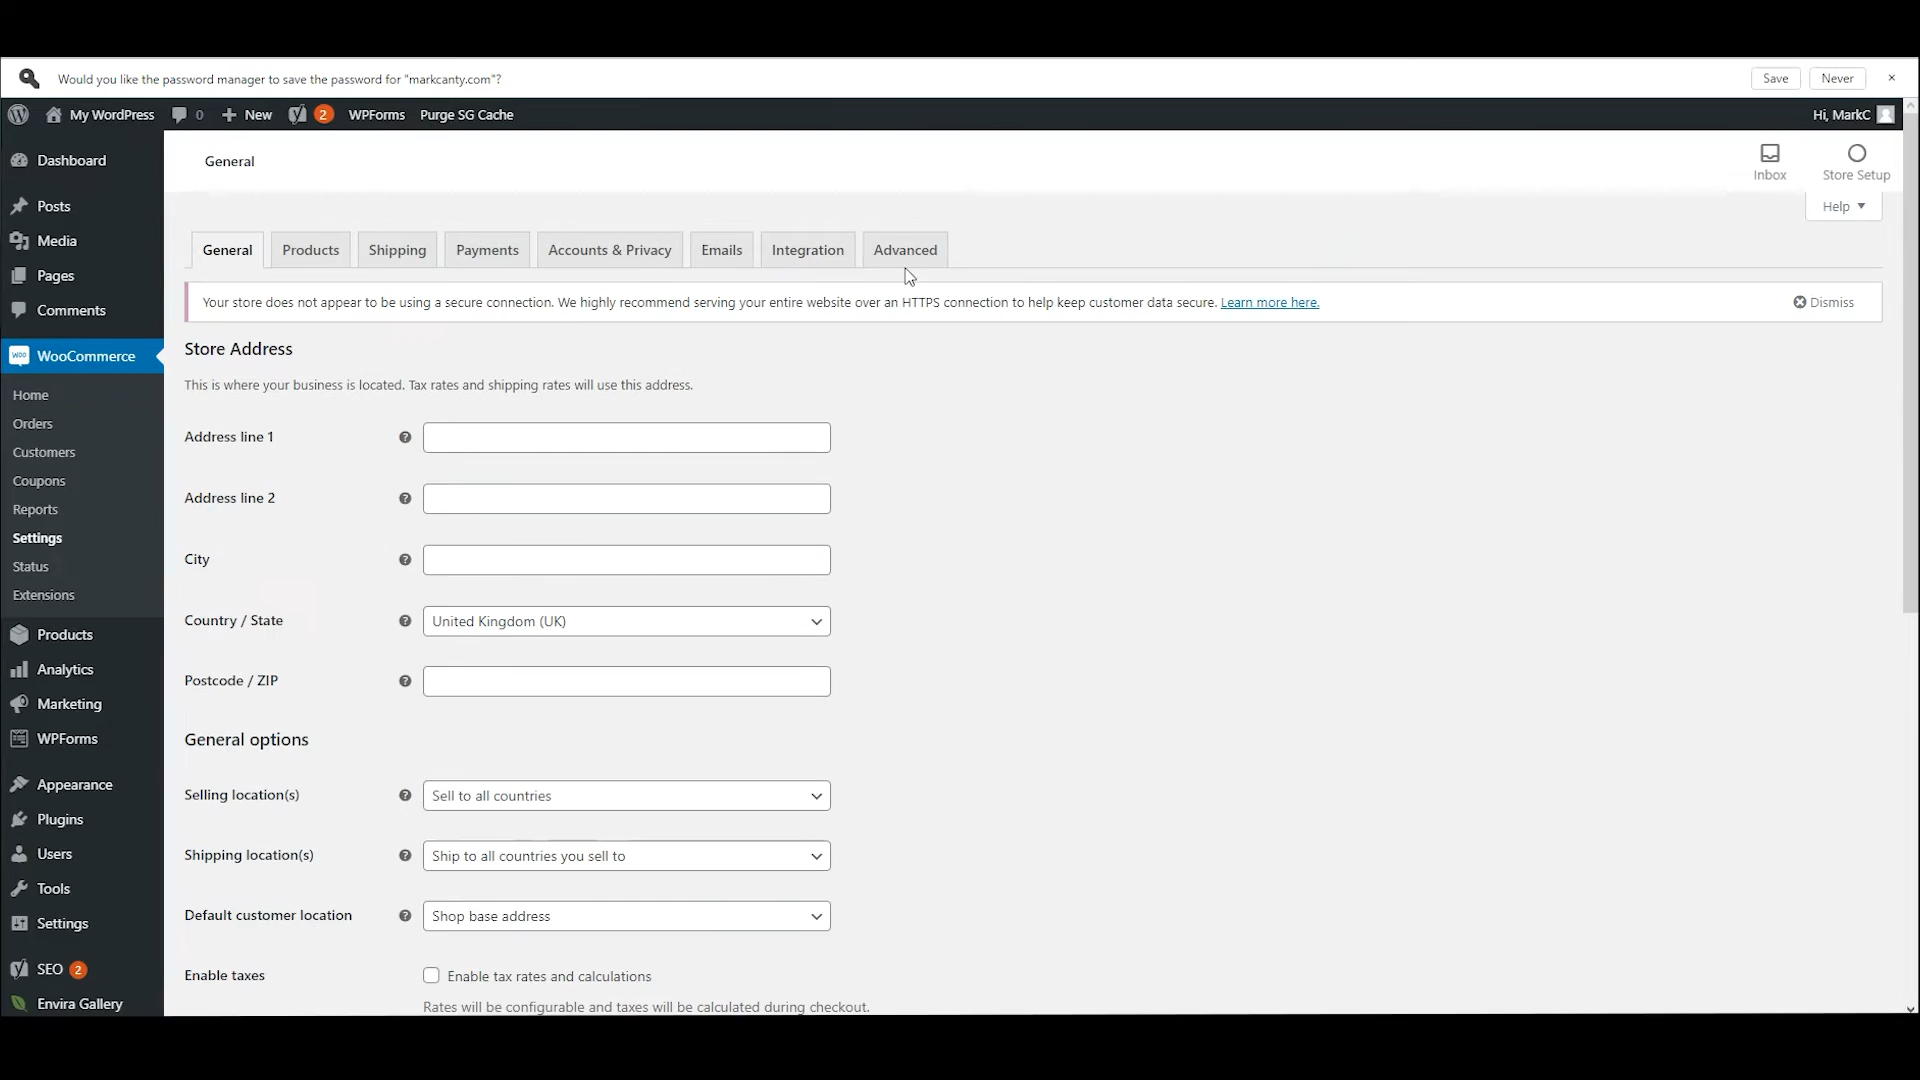 Would you like the password manager to save the password for "markcanty.com"?
Save
Never
My WordPress
0
New
2
WPForms
Purge SG Cache
Hi, MarkC
Dashboard
Posts
Media
Pages
Comments
WooCommerce
Home
Orders
Customers
Coupons
Reports
Settings
Status
Extensions
Products
Analytics
Marketing
WPForms
Appearance
Plugins
Users
Tools
Settings
SEO 2
Envira Gallery
General
Inbox
Store Setup
Help
General
Products
Shipping
Payments
Accounts & Privacy
Emails
Integration
Advanced
Your store does not appear to be using a secure connection. We highly recommend serving your entire website over an HTTPS connection to help keep customer data secure. Learn more here.
Dismiss
Store Address
This is where your business is located. Tax rates and shipping rates will use this address.
Address line 1
Address line 2
City
Country / State
United Kingdom (UK)
Postcode / ZIP
General options
Selling location(s)
Sell to all countries
Shipping location(s)
Ship to all countries you sell to
Default customer location
Shop base address
Enable taxes
Enable tax rates and calculations
Rates will be configurable and taxes will be calculated during checkout.